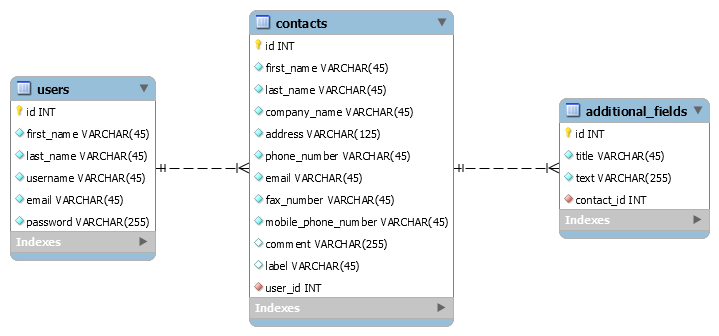 users
id INT
first_name VARCHAR(45)
last_name VARCHAR(45)
username VARCHAR(45)
email VARCHAR(45)
password VARCHAR(255)
Indexes
contacts
id INT
first_name VARCHAR(45)
last_name VARCHAR(45)
company_name VARCHAR(45)
address VARCHAR(125)
phone_number VARCHAR(45)
email VARCHAR(45)
fax_number VARCHAR(45)
mobile_phone_number VARCHAR(45)
comment VARCHAR(255)
label VARCHAR(45)
user_id INT
Indexes
additional_fields
id INT
title VARCHAR(45)
text VARCHAR(255)
contact_id INT
Indexes